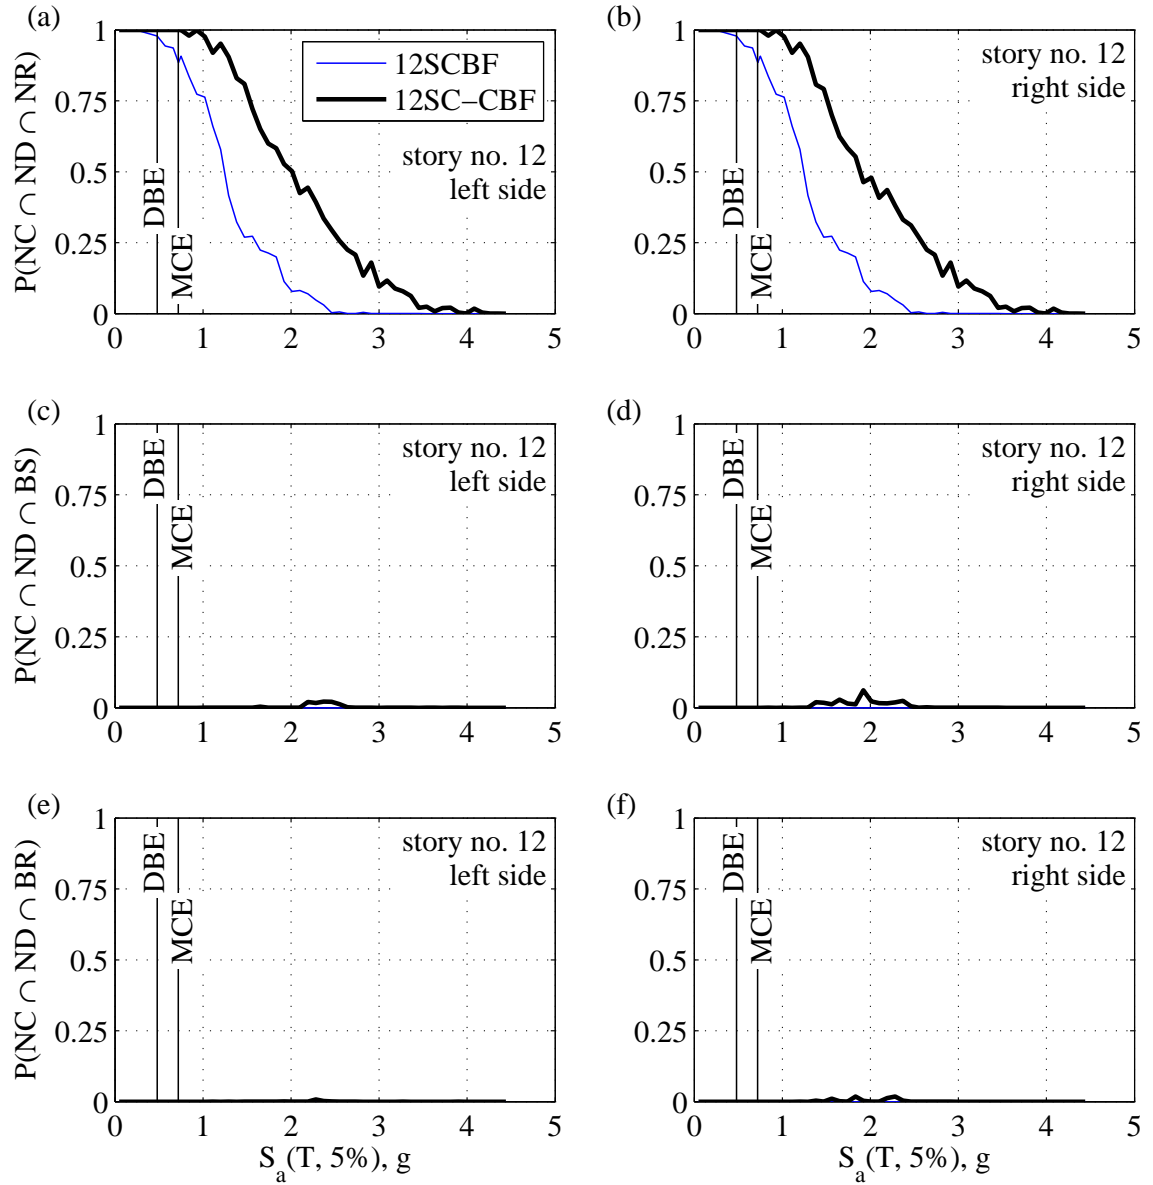 (a)
P(NC ∩ ND ∩ NR)
1
0.75
0.5
0.25
0
0 1 2 3 4 5
DBE
MCE
12SCBF
12SC−CBF
story no. 12
left side
(b)
1
0.75
0.5
0.25
0
0 1 2 3 4 5
DBE
MCE
story no. 12
right side
(c)
P(NC ∩ ND ∩ BS)
1
0.75
0.5
0.25
0
0 1 2 3 4 5
DBE
MCE
story no. 12
left side
(d)
1
0.75
0.5
0.25
0
0 1 2 3 4 5
DBE
MCE
story no. 12
right side
(e)
P(NC ∩ ND ∩ BR)
1
0.75
0.5
0.25
0
0 1 2 3 4 5
DBE
MCE
story no. 12
left side
S_a(T, 5%), g
(f)
1
0.75
0.5
0.25
0
0 1 2 3 4 5
DBE
MCE
story no. 12
right side
S_a(T, 5%), g